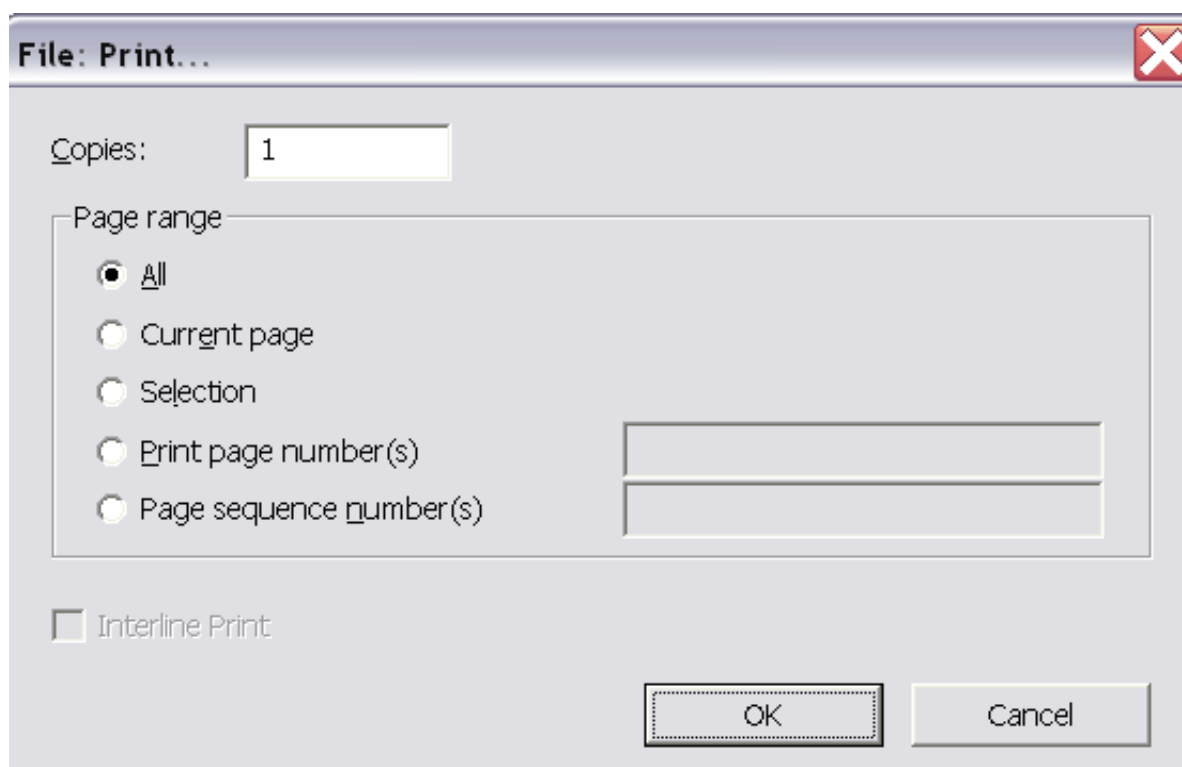 File: Print...
Copies: 1
Page range
All
Current page
Selection
Print page number(s)
Page sequence number(s)
Interline Print
OK Cancel